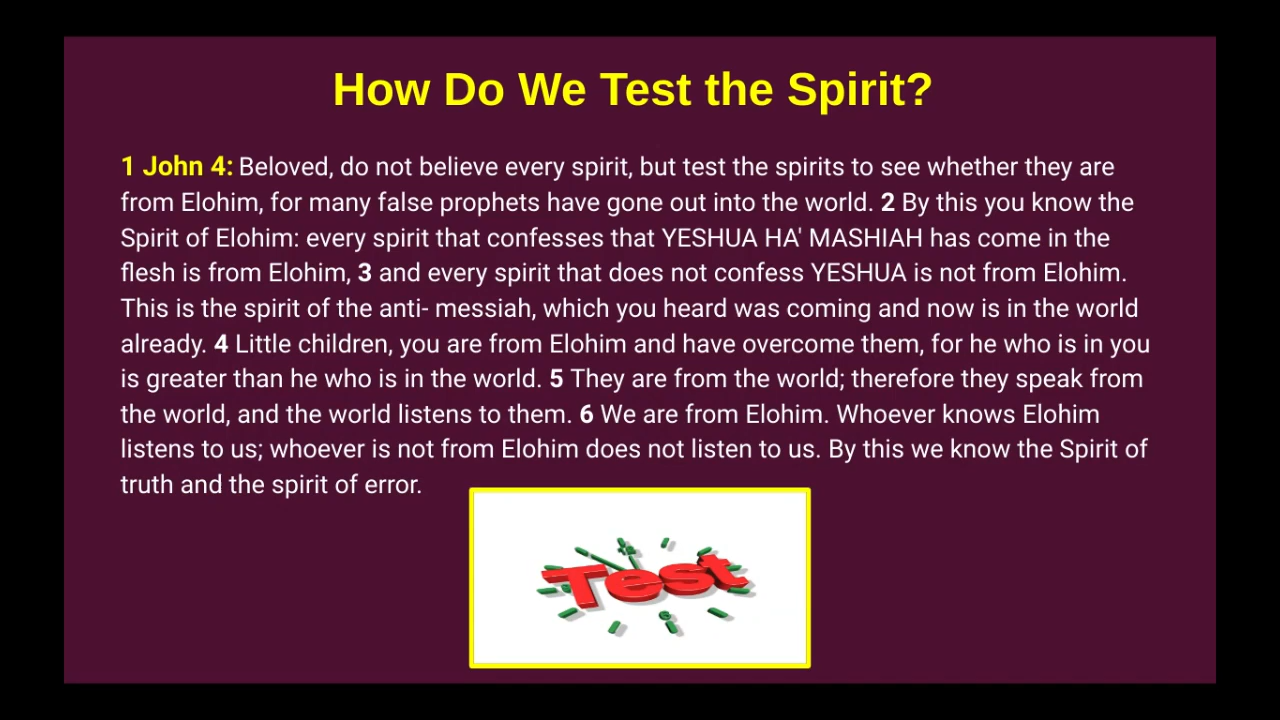 How Do We Test the Spirit?
1 John 4: Beloved, do not believe every spirit, but test the spirits to see whether they are
from Elohim, for many false prophets have gone out into the world. 2 By this you know the
Spirit of Elohim: every spirit that confesses that YESHUA HA' MASHIAH has come in the
flesh is from Elohim, 3 and every spirit that does not confess YESHUA is not from Elohim.
This is the spirit of the anti- messiah, which you heard was coming and now is in the world
already. 4 Little children, you are from Elohim and have overcome them, for he who is in you
is greater than he who is in the world. 5 They are from the world; therefore they speak from
the world, and the world listens to them. 6 We are from Elohim. Whoever knows Elohim
listens to us; whoever is not from Elohim does not listen to us. By this we know the Spirit of
truth and the spirit of error.
Test